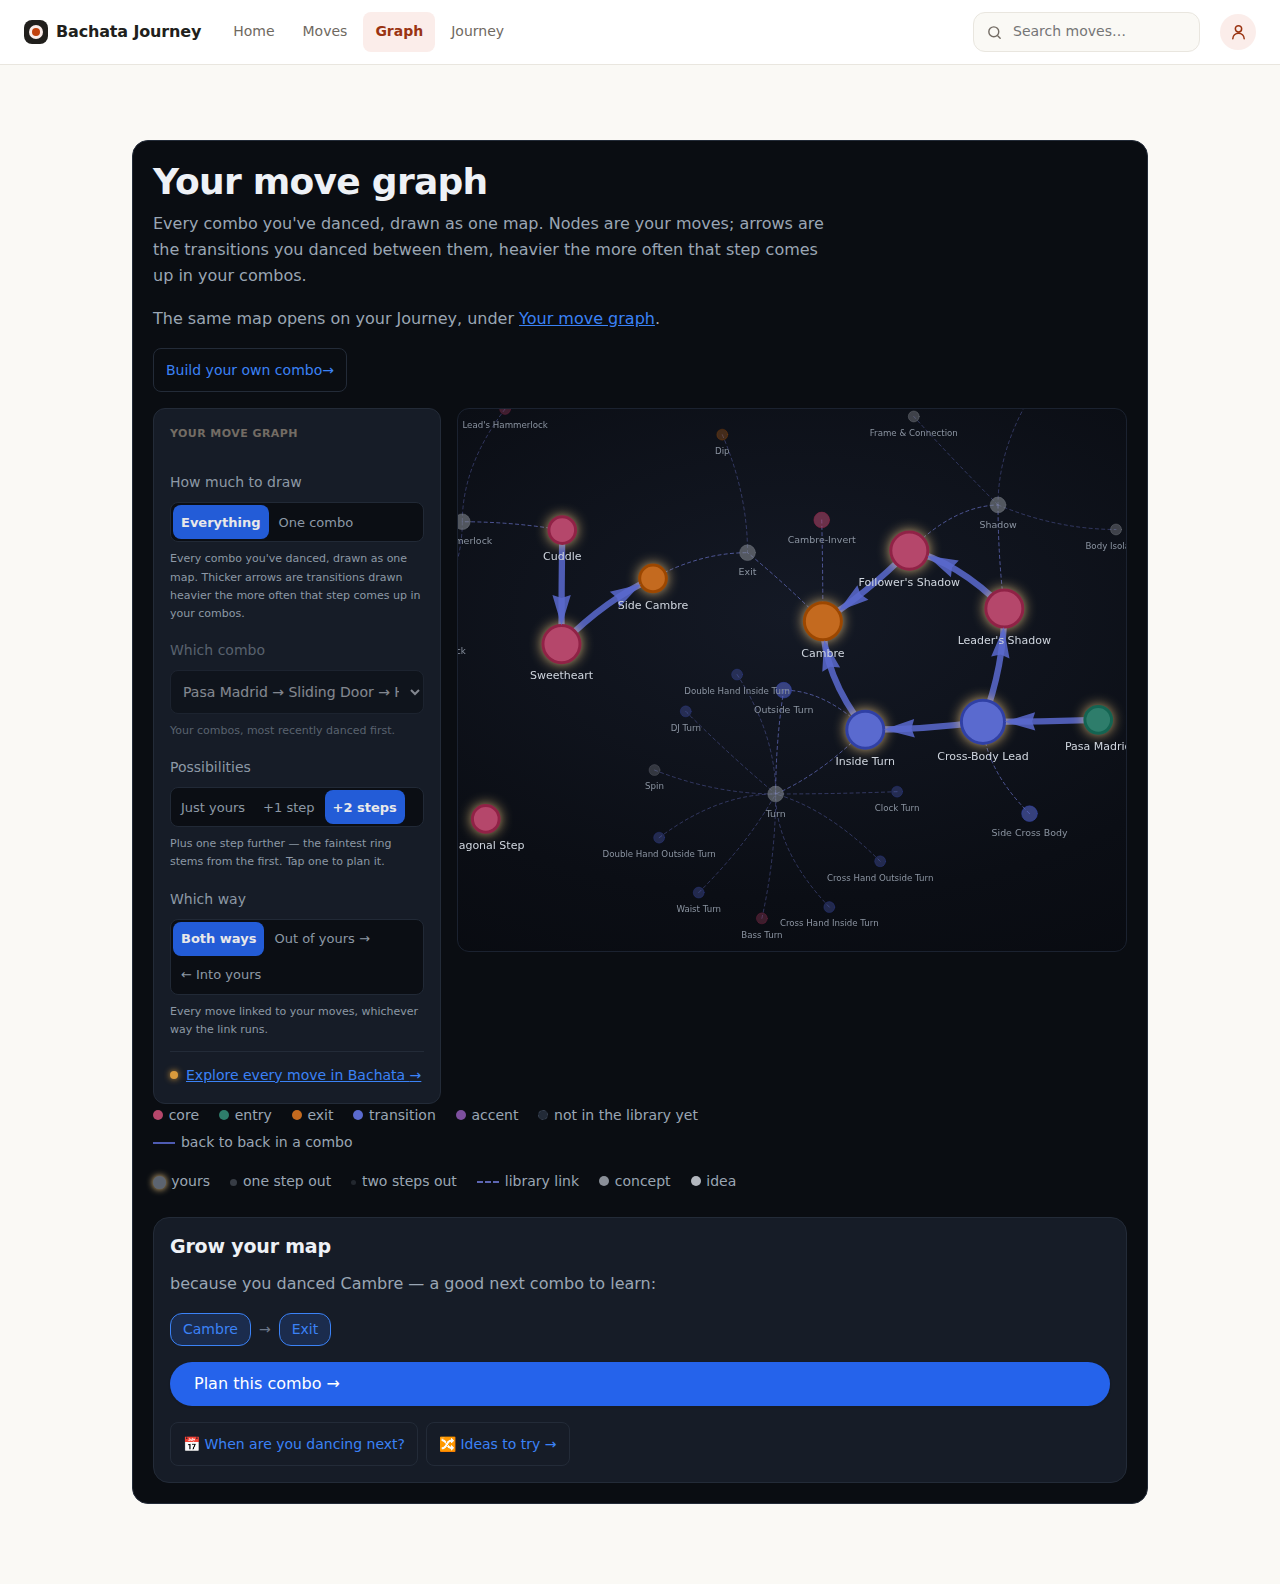 Bachata Journey
Home
Moves
Graph
Journey
Search moves...
Your move graph
Every combo you've danced, drawn as one map. Nodes are your moves; arrows are
the transitions you danced between them, heavier the more often that step comes
up in your combos.
The same map opens on your Journey, under Your move graph.
Build your own combo→
YOUR MOVE GRAPH
How much to draw
Everything
One combo
Every combo you've danced, drawn as one
map. Thicker arrows are transitions drawn
heavier the more often that step comes up in
your combos.
Which combo
Pasa Madrid → Sliding Door → H
Your combos, most recently danced first.
Possibilities
Just yours
+1 step
+2 steps
Plus one step further — the faintest ring
stems from the first. Tap one to plan it.
Which way
Both ways
Out of yours →
← Into yours
Every move linked to your moves, whichever
way the link runs.
Explore every move in Bachata →
Lead's Hammerlock
Dip
Frame & Connection
Shadow
merlock
Cuddle
Cambre-Invert
Body Isola
Exit
Side Cambre
Follower's Shadow
Leader's Shadow
ck
Cambre
Sweetheart
Double Hand Inside Turn
Outside Turn
DJ Turn
Inside Turn
Cross-Body Lead
Pasa Madrid
Spin
Turn
Clock Turn
Side Cross Body
agonal Step
Double Hand Outside Turn
Cross Hand Outside Turn
Waist Turn
Cross Hand Inside Turn
Bass Turn
core
entry
exit
transition
accent
not in the library yet
back to back in a combo
yours
one step out
two steps out
library link
concept
idea
Grow your map
because you danced Cambre — a good next combo to learn:
Cambre → Exit
Plan this combo →
📅 When are you dancing next?
🔀 Ideas to try →